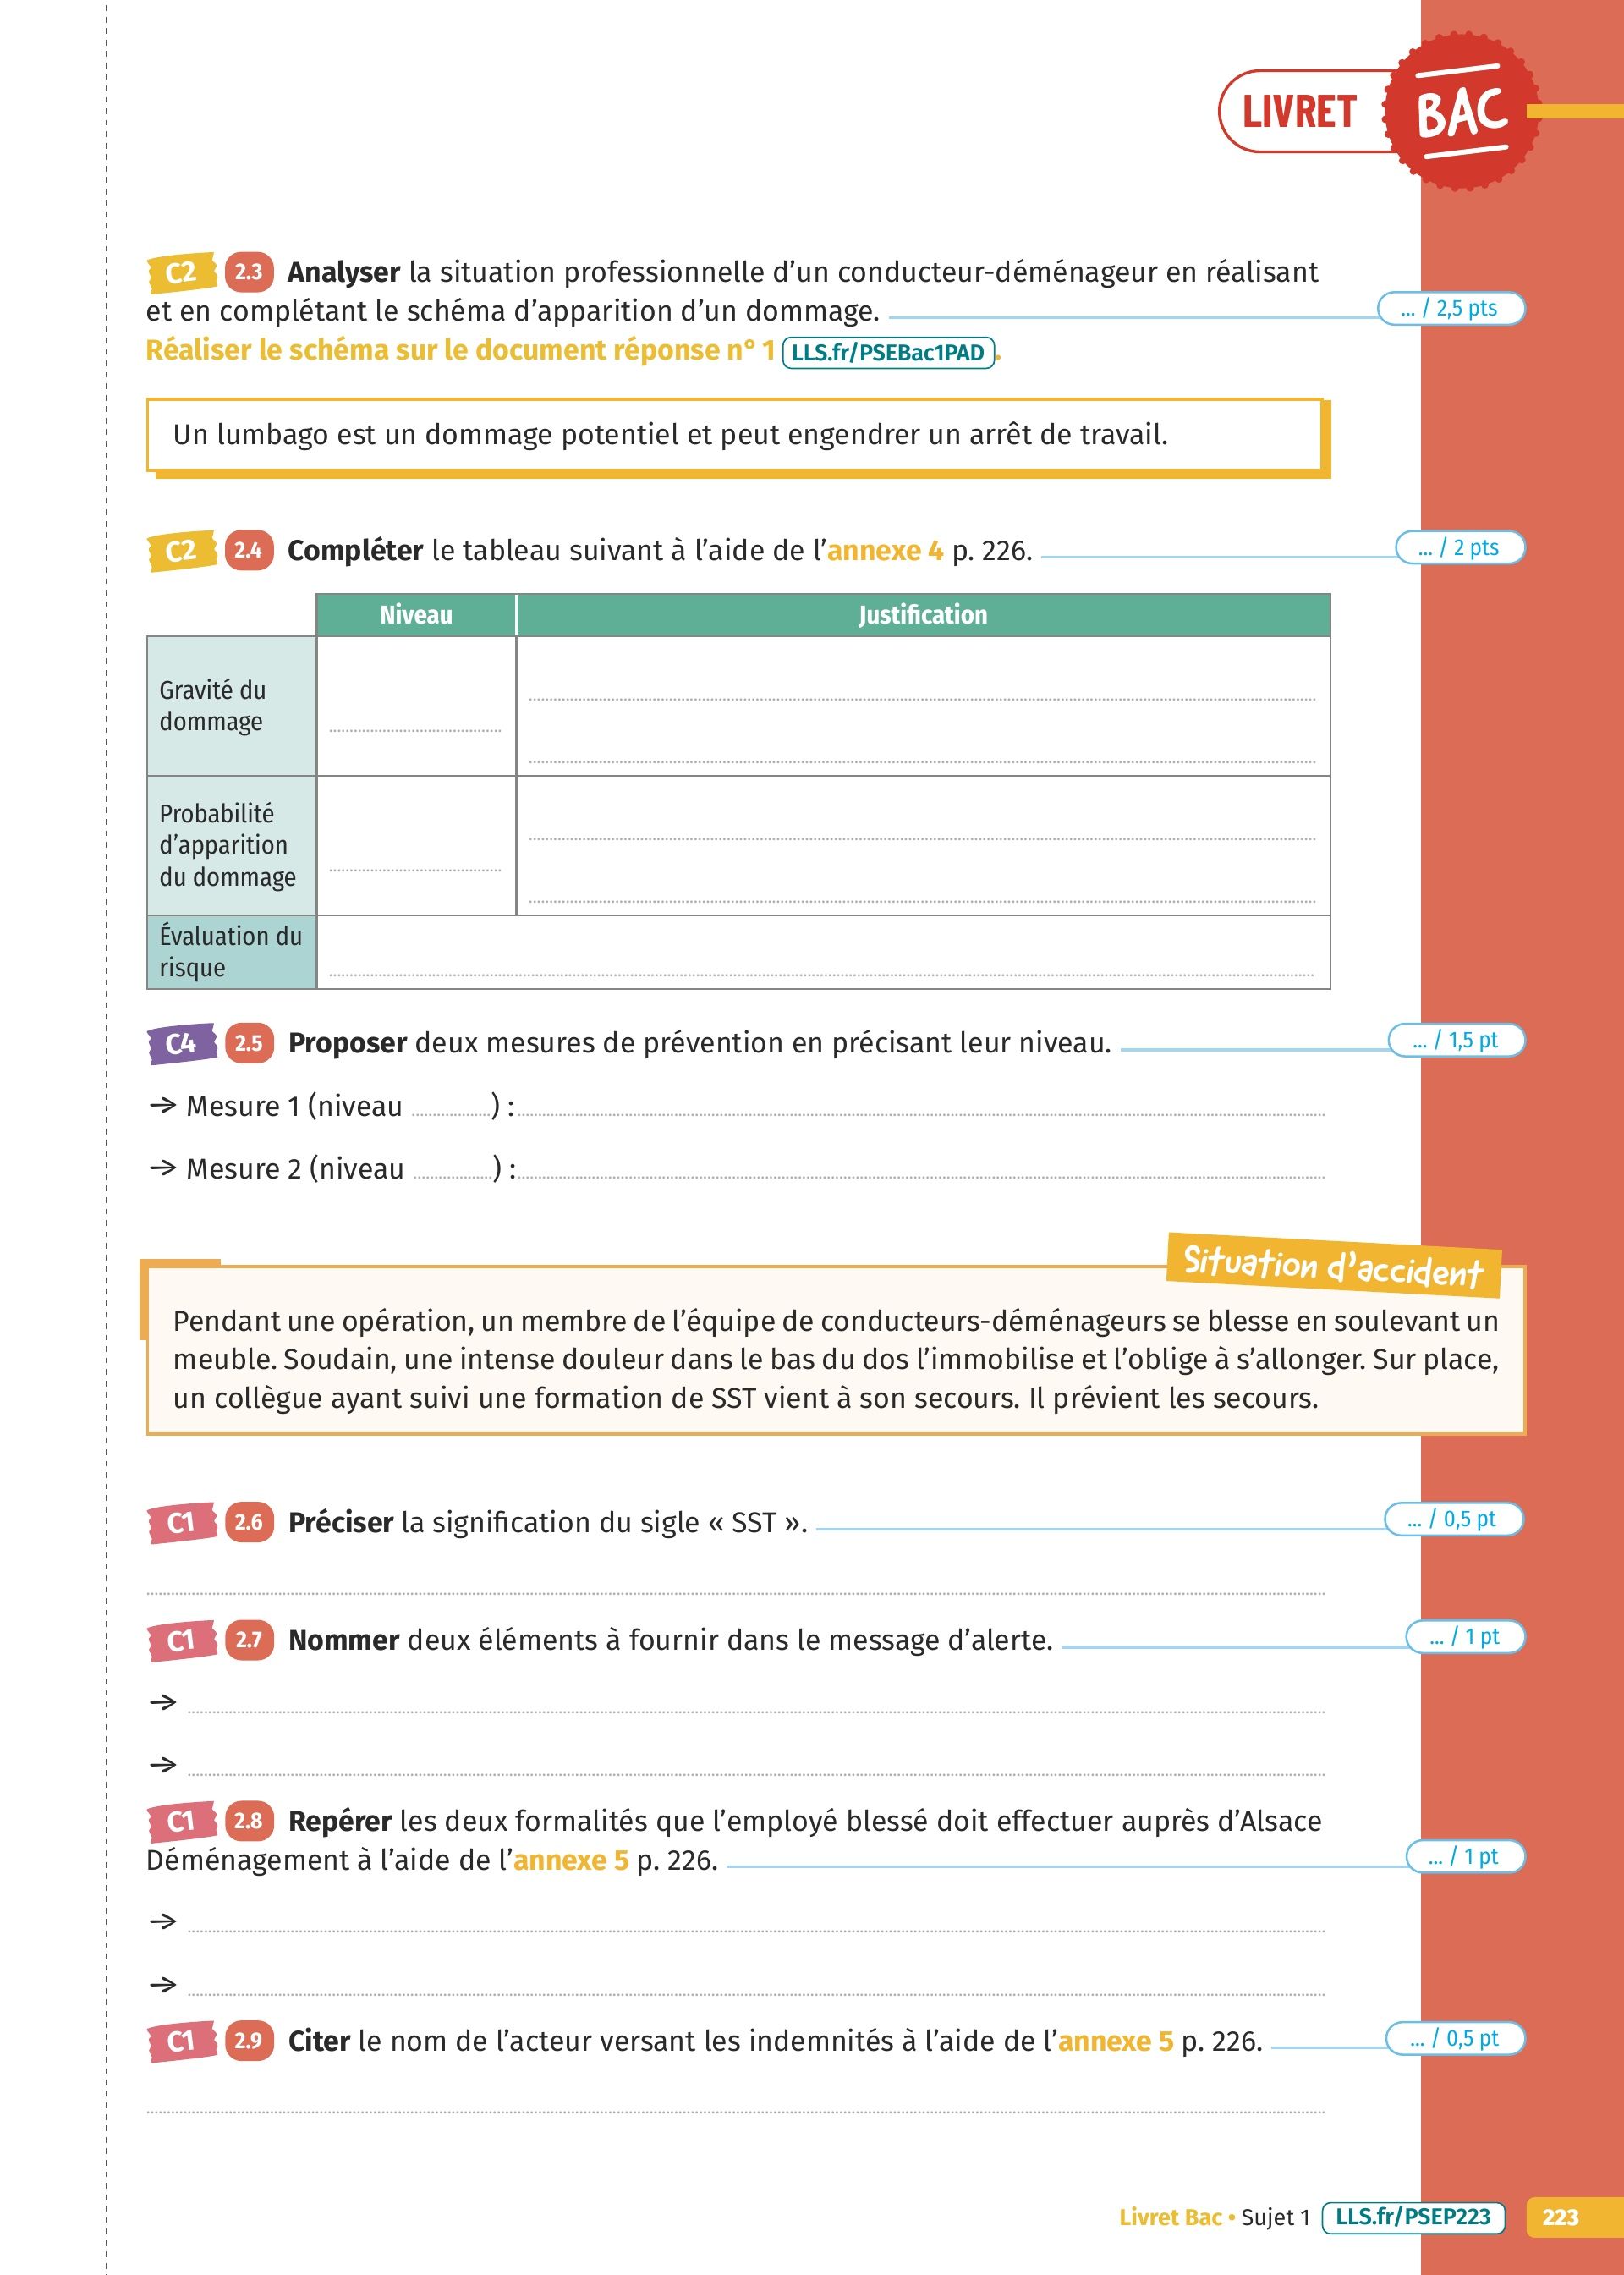 LIVRET BAC
C2 2.3 Analyser la situation professionnelle d’un conducteur-déménageur en réalisant
et en complétant le schéma d’apparition d’un dommage. ... / 2,5 pts
Réaliser le schéma sur le document réponse n° 1 LLS.fr/PSEBac1PAD.
Un lumbago est un dommage potentiel et peut engendrer un arrêt de travail.
C2 2.4 Compléter le tableau suivant à l’aide de l’annexe 4 p. 226. ... / 2 pts
Niveau Justification
Gravité du
dommage
Probabilité
d’apparition
du dommage
Évaluation du
risque
C4 2.5 Proposer deux mesures de prévention en précisant leur niveau. ... / 1,5 pt
→ Mesure 1 (niveau ..........) :
→ Mesure 2 (niveau ..........) :
Situation d’accident
Pendant une opération, un membre de l’équipe de conducteurs-déménageurs se blesse en soulevant un
meuble. Soudain, une intense douleur dans le bas du dos l’immobilise et l’oblige à s’allonger. Sur place,
un collègue ayant suivi une formation de SST vient à son secours. Il prévient les secours.
C1 2.6 Préciser la signification du sigle « SST ». ... / 0,5 pt
C1 2.7 Nommer deux éléments à fournir dans le message d’alerte. ... / 1 pt
→
→
C1 2.8 Repérer les deux formalités que l’employé blessé doit effectuer auprès d’Alsace
Déménagement à l’aide de l’annexe 5 p. 226. ... / 1 pt
→
→
C1 2.9 Citer le nom de l’acteur versant les indemnités à l’aide de l’annexe 5 p. 226. ... / 0,5 pt
Livret Bac • Sujet 1 LLS.fr/PSEP223 223